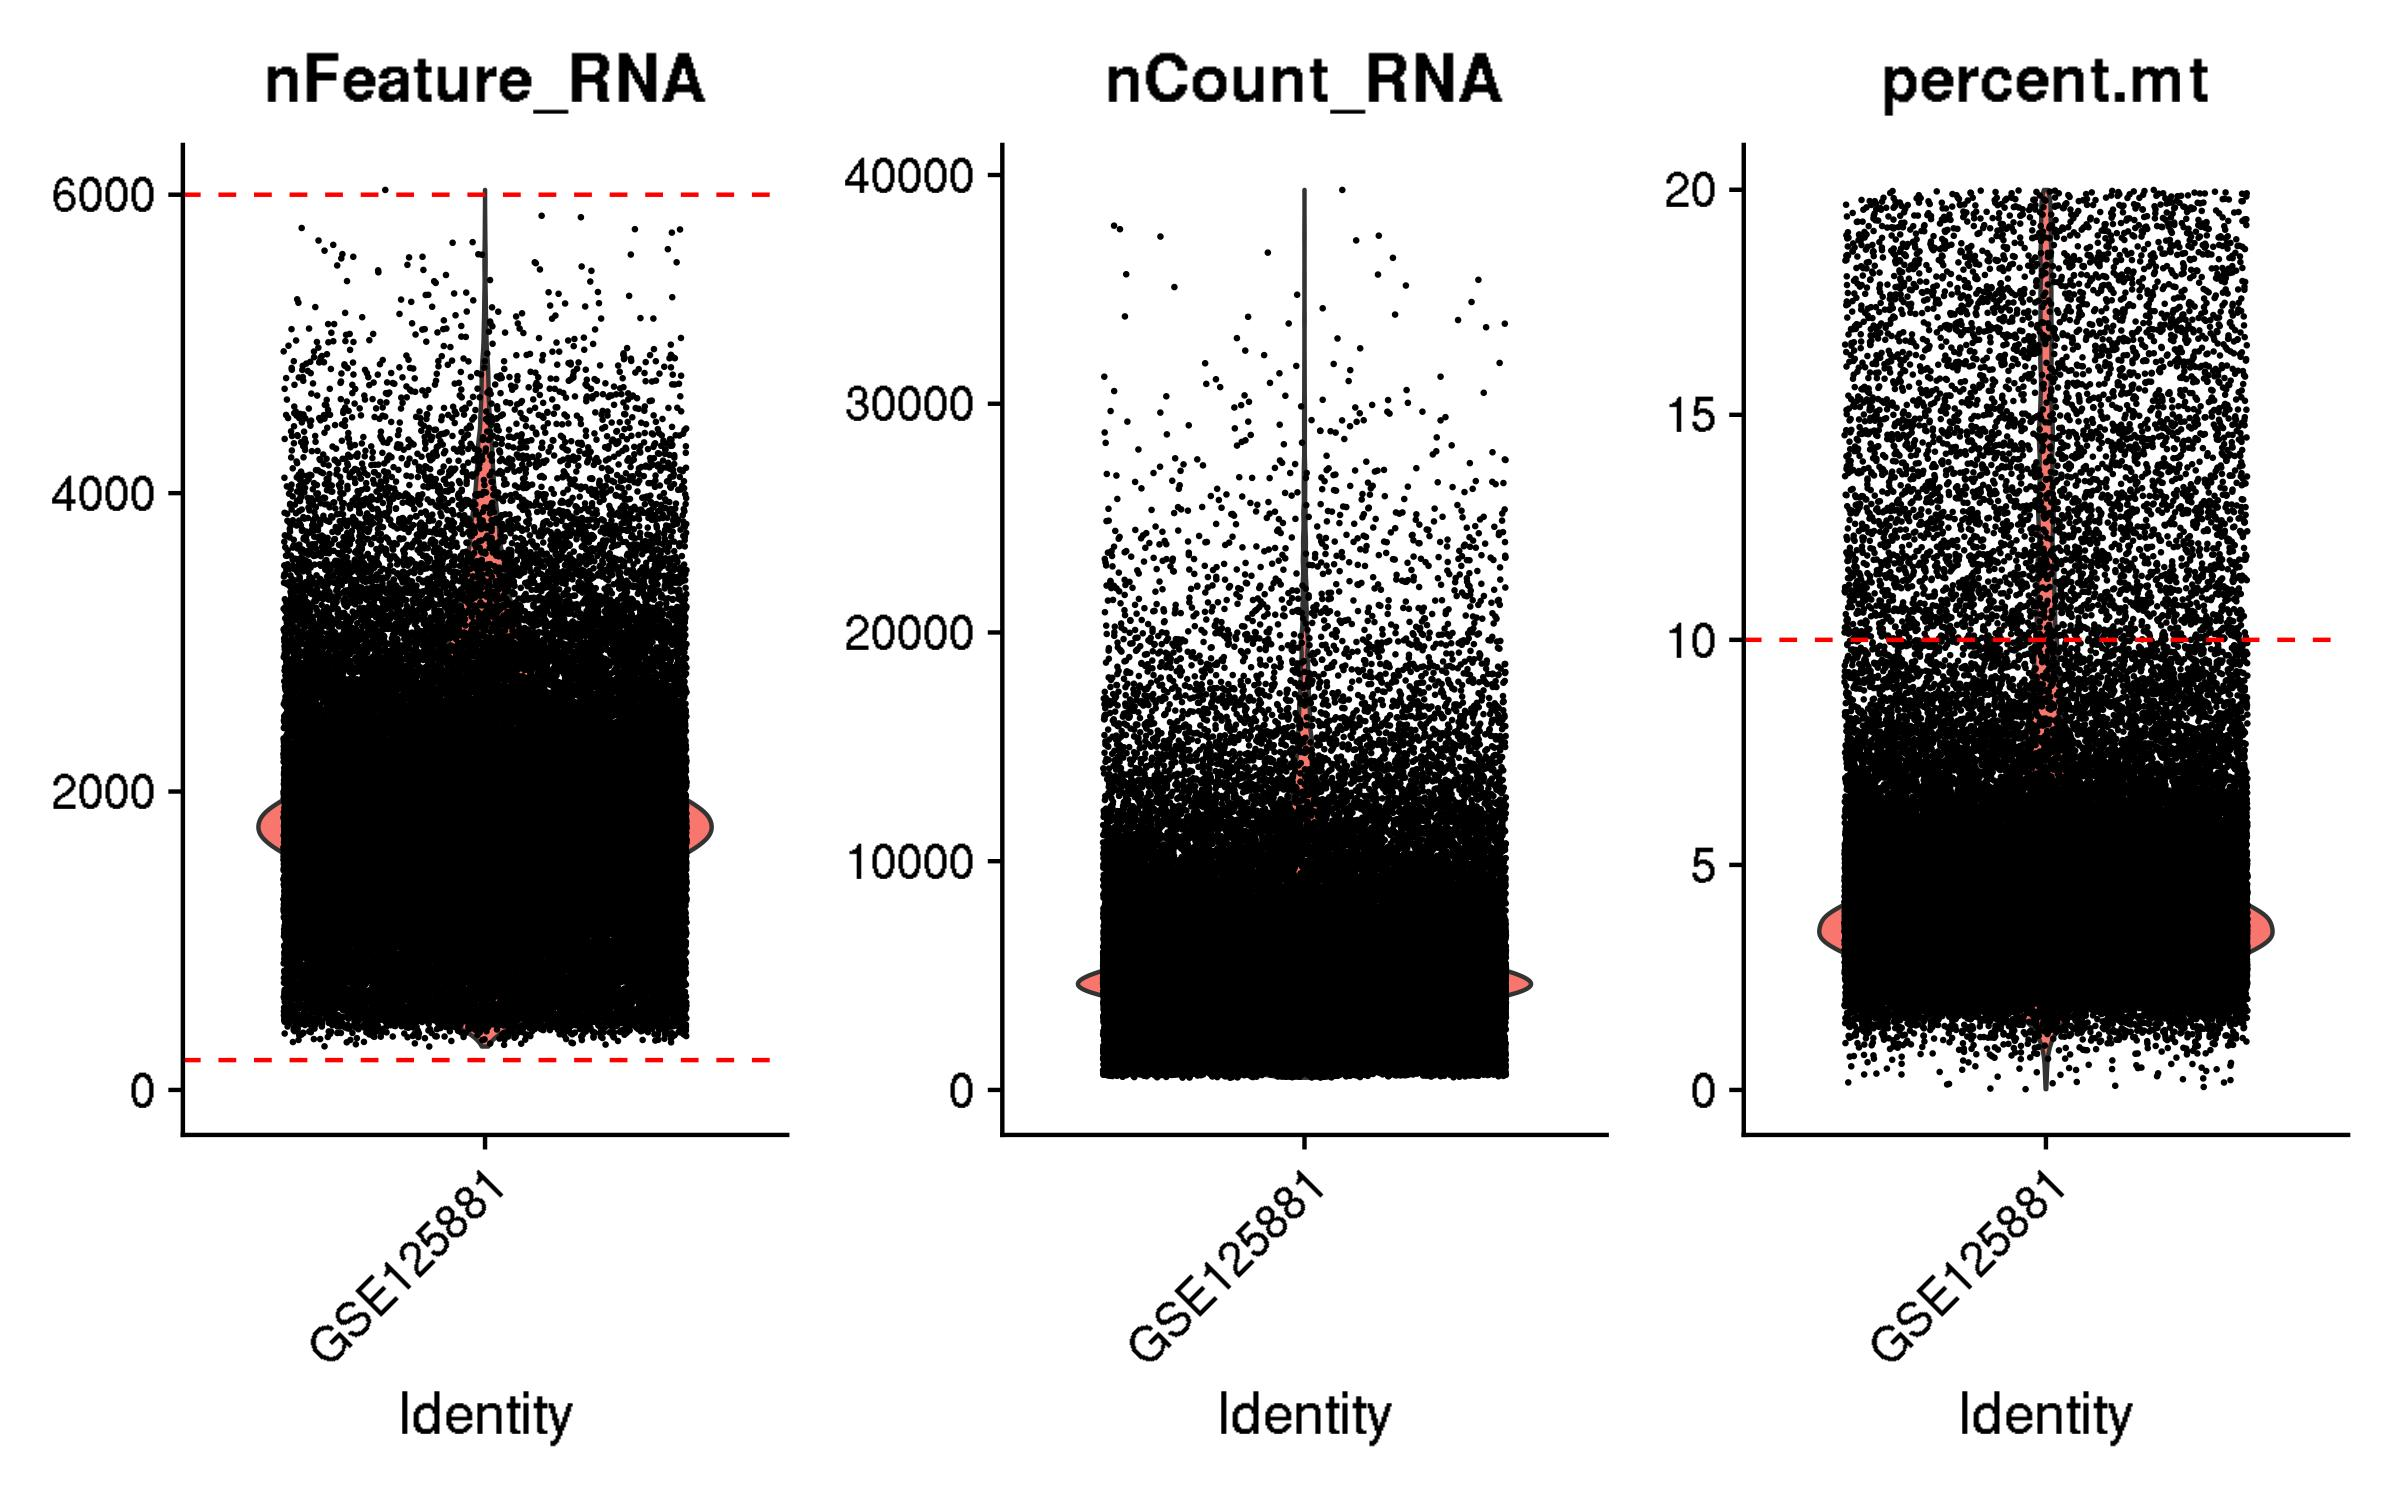 nFeature_RNA
6000
4000
2000
0
GSE125881
Identity
nCount_RNA
40000
30000
20000
10000
0
GSE125881
Identity
percent.mt
20
15
10
5
0
GSE125881
Identity